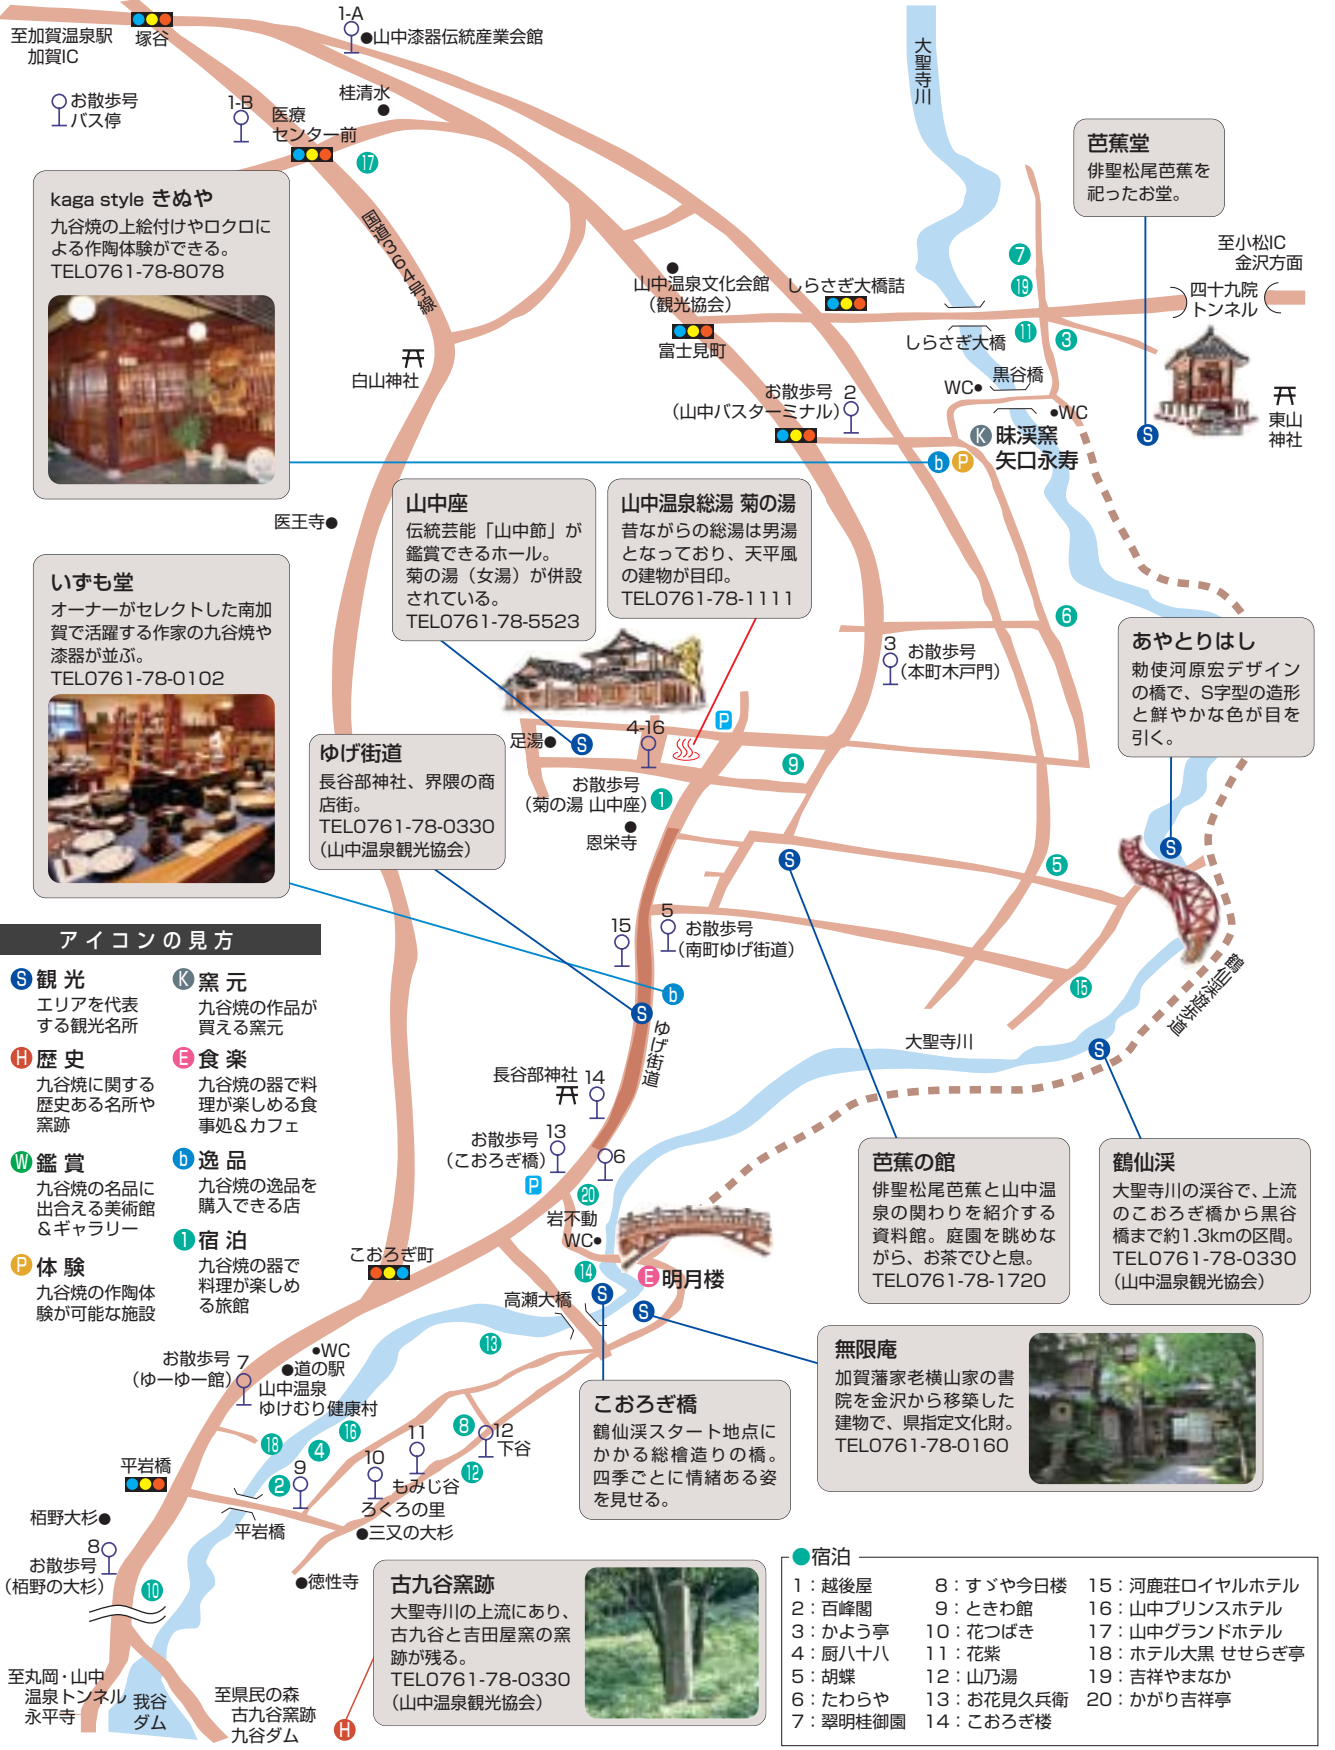 至加賀温泉駅
加賀IC
塚谷
1-A
山中漆器伝統産業会館
お散歩号
バス停
1-B
桂清水
医療
センター前
17
国道364号線
大聖寺川
芭蕉堂
俳聖松尾芭蕉を
祀ったお堂。
kaga style きぬや
九谷焼の上絵付けやロクロに
よる作陶体験ができる。
TEL0761-78-8078
7
19
至小松IC
金沢方面
四十九院
トンネル
山中温泉文化会館
(観光協会)
しらさぎ大橋詰
富士見町
しらさぎ大橋
11
3
白山神社
黒谷橋
WC
WC
お散歩号 2
(山中バスターミナル)
東山
神社
S
K 昧渓窯
矢口永寿
b P
医王寺
山中座
伝統芸能「山中節」が
鑑賞できるホール。
菊の湯(女湯)が併設
されている。
TEL0761-78-5523
山中温泉総湯 菊の湯
昔ながらの総湯は男湯
となっており、天平風
の建物が目印。
TEL0761-78-1111
いずも堂
オーナーがセレクトした南加
賀で活躍する作家の九谷焼や
漆器が並ぶ。
TEL0761-78-0102
6
3 お散歩号
(本町木戸門)
あやとりはし
勅使河原宏デザイン
の橋で、S字型の造形
と鮮やかな色が目を
引く。
P
4-16
足湯
S
9
ゆげ街道
長谷部神社、界隈の商
店街。
TEL0761-78-0330
(山中温泉観光協会)
お散歩号
(菊の湯 山中座)
1
恩栄寺
S
S
5
15
5
お散歩号
(南町ゆげ街道)
b
S
15
鶴仙渓遊歩道
ゆげ街道
大聖寺川
S
アイコンの見方
S 観光
エリアを代表
する観光名所
H 歴史
九谷焼に関する
歴史ある名所や
窯跡
W 鑑賞
九谷焼の名品に
出合える美術館
&ギャラリー
P 体験
九谷焼の作陶体
験が可能な施設
K 窯元
九谷焼の作品が
買える窯元
E 食楽
九谷焼の器で料
理が楽しめる食
事処&カフェ
b 逸品
九谷焼の逸品を
購入できる店
1 宿泊
九谷焼の器で
料理が楽しめ
る旅館
長谷部神社
14
お散歩号 13
(こおろぎ橋)
6
P
20
岩不動
WC
14
S
E 明月楼
S
芭蕉の館
俳聖松尾芭蕉と山中温
泉の関わりを紹介する
資料館。庭園を眺めな
がら、お茶でひと息。
TEL0761-78-1720
鶴仙渓
大聖寺川の渓谷で、上流
のこおろぎ橋から黒谷
橋まで約1.3kmの区間。
TEL0761-78-0330
(山中温泉観光協会)
こおろぎ町
高瀬大橋
13
無限庵
加賀藩家老横山家の書
院を金沢から移築した
建物で、県指定文化財。
TEL0761-78-0160
WC
お散歩号 7
(ゆーゆー館)
道の駅
山中温泉
ゆけむり健康村
こおろぎ橋
鶴仙渓スタート地点に
かかる総檜造りの橋。
四季ごとに情緒ある姿
を見せる。
18
4
16
8
12
下谷
11
もみじ谷
12
10
ろくろの里
2
9
平岩橋
平岩橋
三又の大杉
栢野大杉
8
お散歩号
(栢野の大杉)
10
徳性寺
古九谷窯跡
大聖寺川の上流にあり、
古九谷と吉田屋窯の窯
跡が残る。
TEL0761-78-0330
(山中温泉観光協会)
H
至丸岡・山中
温泉トンネル
永平寺
我谷
ダム
至県民の森
古九谷窯跡
九谷ダム
宿泊
1：越後屋
2：百峰閣
3：かよう亭
4：厨八十八
5：胡蝶
6：たわらや
7：翠明桂御園
8：すゞや今日楼
9：ときわ館
10：花つばき
11：花紫
12：山乃湯
13：お花見久兵衛
14：こおろぎ楼
15：河鹿荘ロイヤルホテル
16：山中プリンスホテル
17：山中グランドホテル
18：ホテル大黒 せせらぎ亭
19：吉祥やまなか
20：かがり吉祥亭